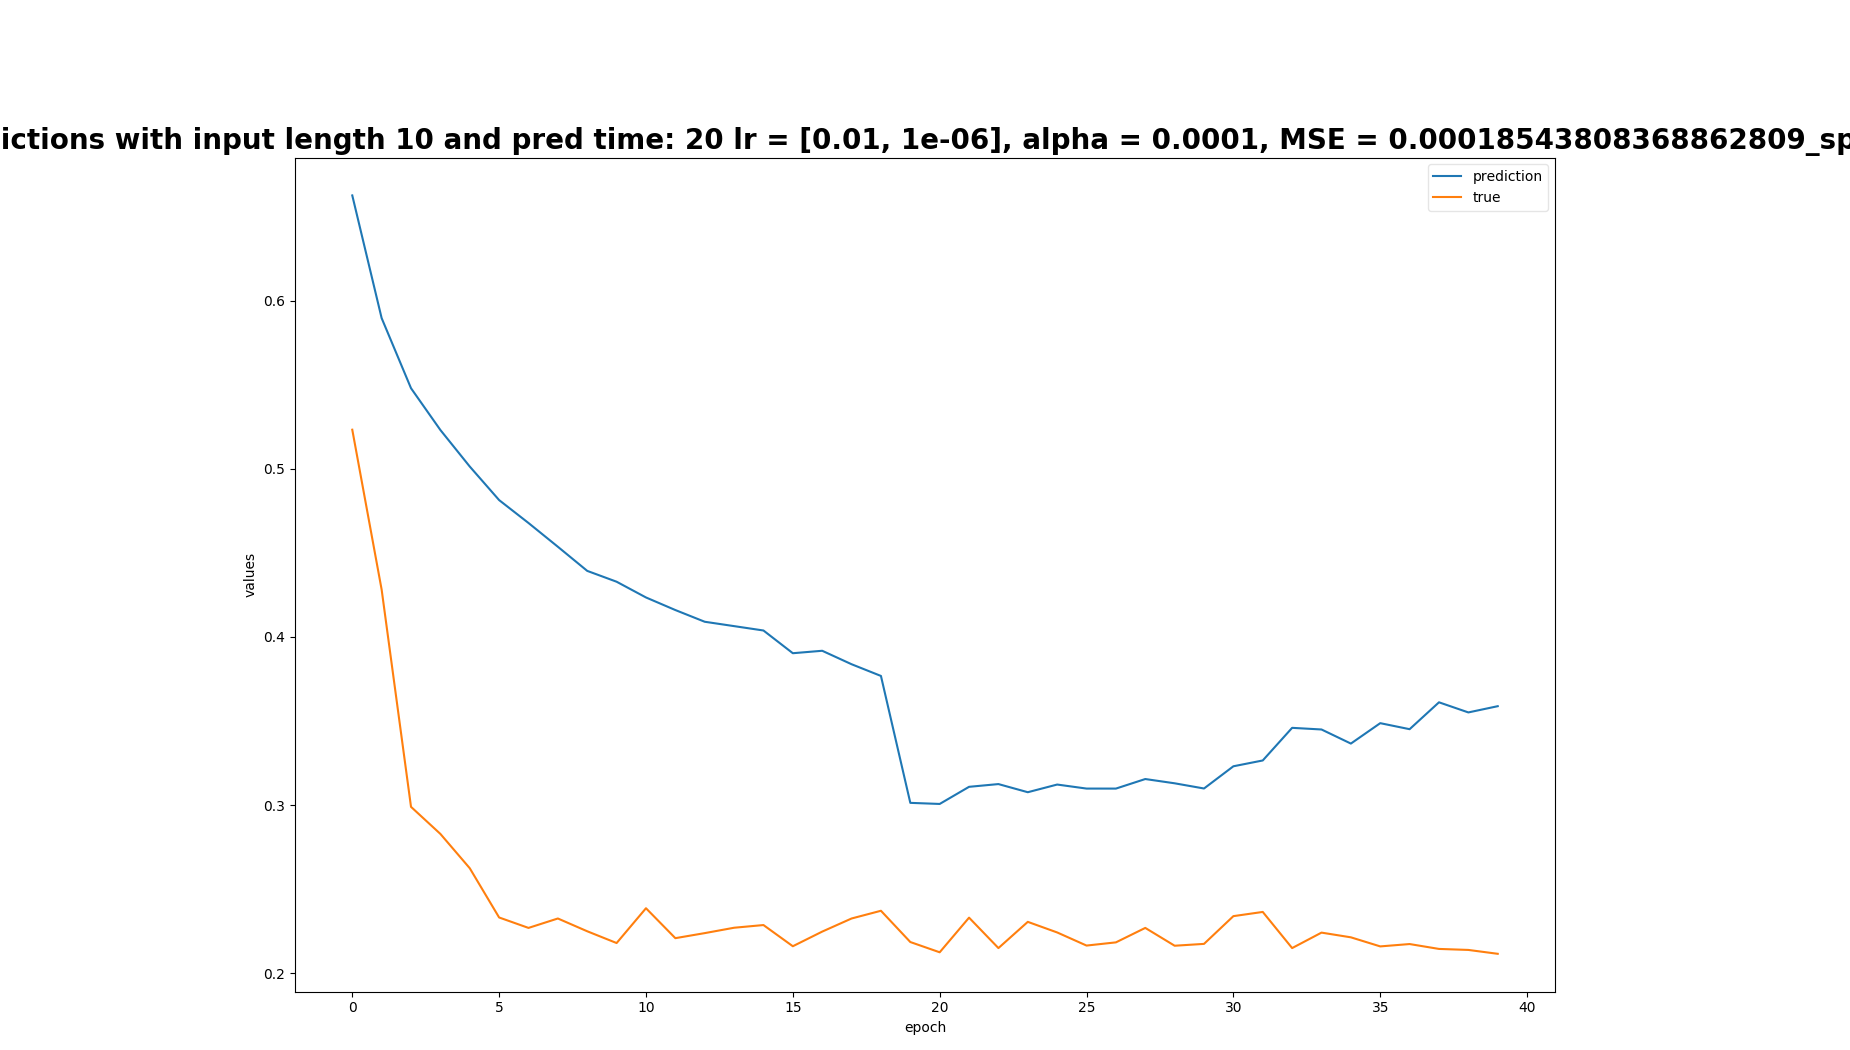 ictions with input length 10 and pred time: 20 lr = [0.01, 1e-06], alpha = 0.0001, MSE = 0.00018543808368862809_sp
prediction
true
0.6
0.5
0.4
0.3
0.2
values
0 5 10 15 20 25 30 35 40
epoch